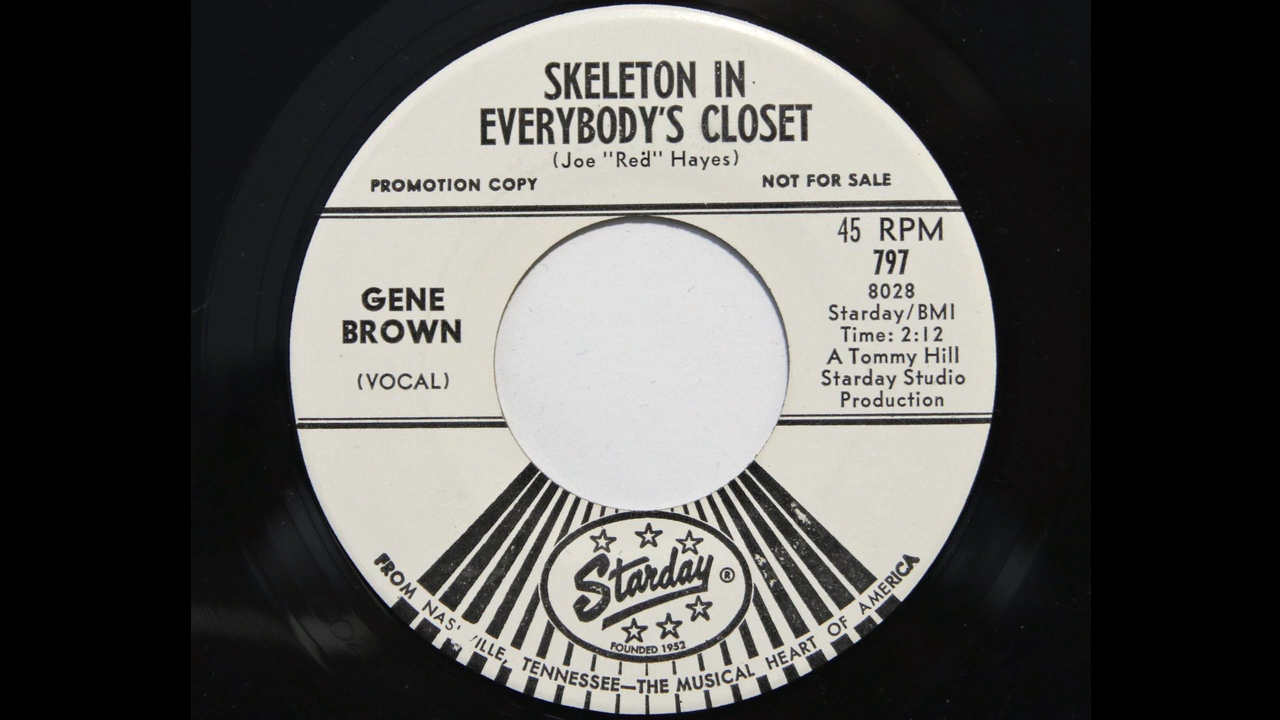 SKELETON IN
EVERYBODY'S CLOSET
(Joe "Red" Hayes)
PROMOTION COPY
NOT FOR SALE
GENE
BROWN
(VOCAL)
45 RPM
797
8028
Starday/BMI
Time: 2:12
A Tommy Hill
Starday Studio
Production
Starday ®
FOUNDED 1952
FROM NASHVILLE, TENNESSEE—THE MUSICAL HEART OF AMERICA